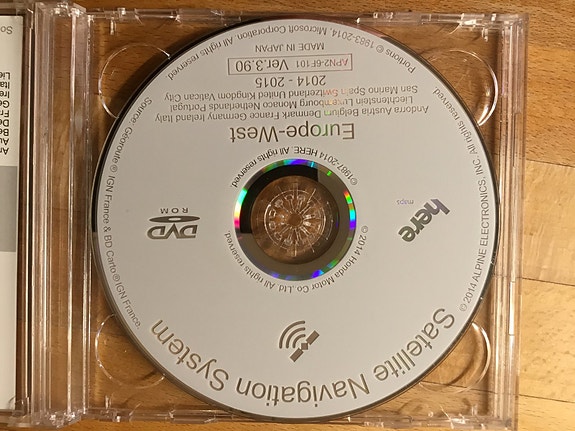 Satellite Navigation System
© 2014 Honda Motor Co.,Ltd. All rights reserved.
DVD
ROM
here
maps
© 2014 ALPINE ELECTRONICS, INC. All rights reserved.
Source: Géoroute ® IGN France & BD Carto ® IGN France.
©1987-2014 HERE. All rights reserved.
Europe-West
Andorra Austria Belgium Denmark France Germany Ireland Italy
Liechtenstein Luxembourg Monaco Netherlands Portugal
San Marino Spain Switzerland United Kingdom Vatican City
2014 - 2015
APN2-6F101 Ver.3.90
MADE IN JAPAN
Portions © 1983-2014 Microsoft Corporation. All rights reserved.